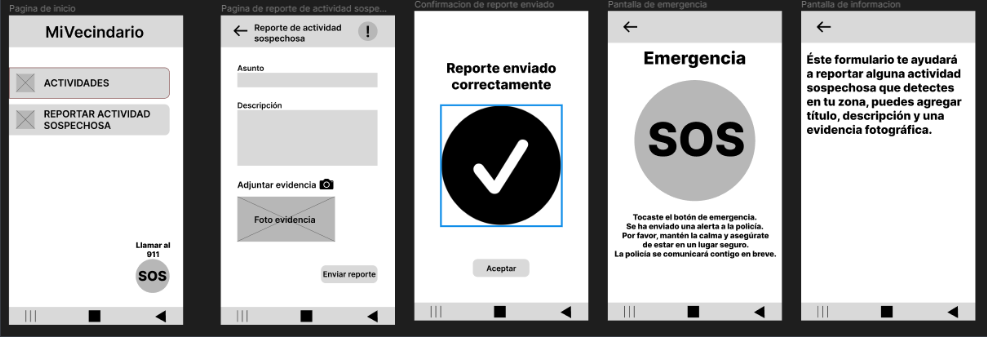 Pagina de inicio
MiVecindario
ACTIVIDADES
REPORTAR ACTIVIDAD
SOSPECHOSA
Llamar al
911
SOS
Pagina de reporte de actividad sospe...
Reporte de actividad
sospechosa
!
Asunto
Descripción
Adjuntar evidencia
Foto evidencia
Enviar reporte
Confirmacion de reporte enviado
Reporte enviado
correctamente
Aceptar
Pantalla de emergencia
Emergencia
SOS
Tocaste el botón de emergencia.
Se ha enviado una alerta a la policía.
Por favor, mantén la calma y asegúrate
de estar en un lugar seguro.
La policía se comunicará contigo en breve.
Pantalla de informacion
Éste formulario te ayudará
a reportar alguna actividad
sospechosa que detectes
en tu zona, puedes agregar
título, descripción y una
evidencia fotográfica.